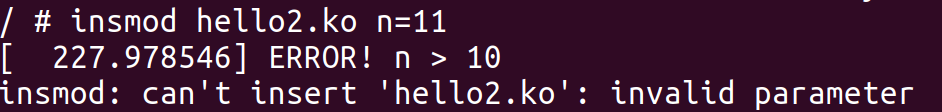 / # insmod hello2.ko n=11
[  227.978546] ERROR! n > 10
insmod: can't insert 'hello2.ko': invalid parameter